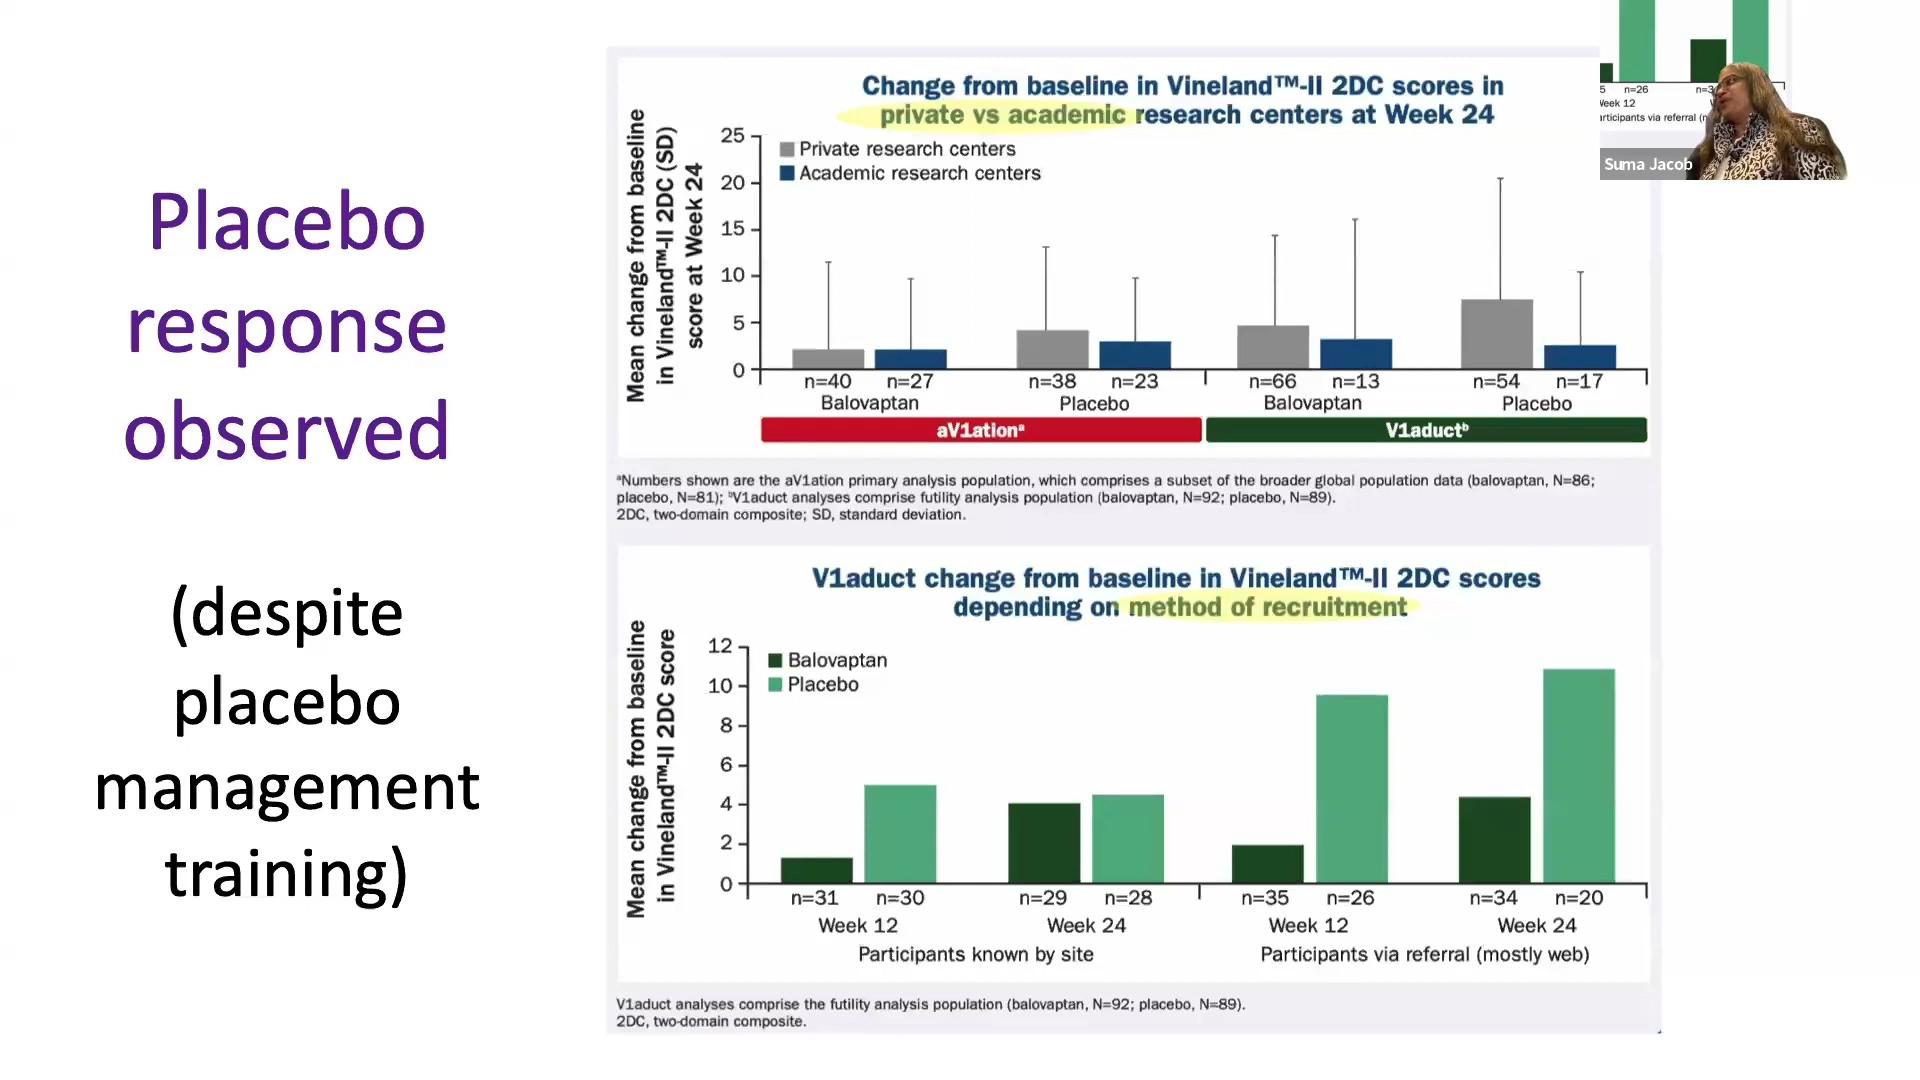 Placebo
response
observed
(despite
placebo
management
training)
Change from baseline in Vineland™-II 2DC scores in
private vs academic research centers at Week 24
Mean change from baseline
in Vineland™-II 2DC (SD)
score at Week 24
25
20
15
10
5
0
Private research centers
Academic research centers
n=40 n=27 n=38 n=23 n=66 n=13 n=54 n=17
Balovaptan Placebo Balovaptan Placebo
aV1ationᵃ V1aductᵇ
ᵃNumbers shown are the aV1ation primary analysis population, which comprises a subset of the broader global population data (balovaptan, N=86;
placebo, N=81); ᵇV1aduct analyses comprise futility analysis population (balovaptan, N=92; placebo, N=89).
2DC, two-domain composite; SD, standard deviation.
V1aduct change from baseline in Vineland™-II 2DC scores
depending on method of recruitment
Mean change from baseline
in Vineland™-II 2DC score
12
10
8
6
4
2
0
Balovaptan
Placebo
n=31 n=30 n=29 n=28 n=35 n=26 n=34 n=20
Week 12 Week 24 Week 12 Week 24
Participants known by site Participants via referral (mostly web)
V1aduct analyses comprise the futility analysis population (balovaptan, N=92; placebo, N=89).
2DC, two-domain composite.
5 n=26
Week 12
articipants via referral
Suma Jacob